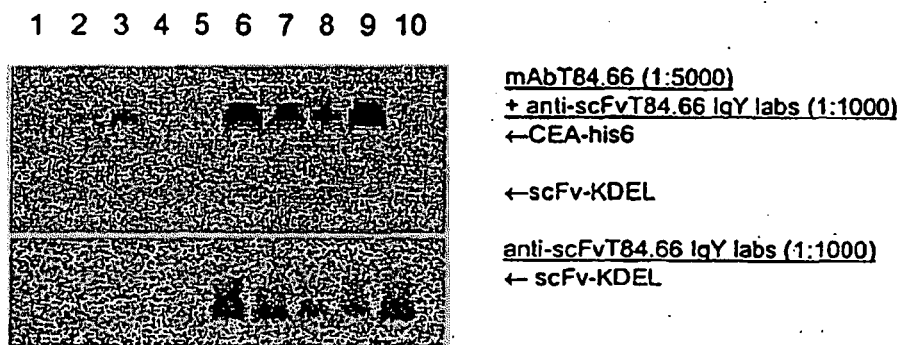 1 2 3 4 5 6 7 8 9 10
mAbT84.66 (1:5000)
+ anti-scFvT84.66 IgY labs (1:1000)
←CEA-his6
←scFv-KDEL
anti-scFvT84.66 IgY labs (1:1000)
← scFv-KDEL